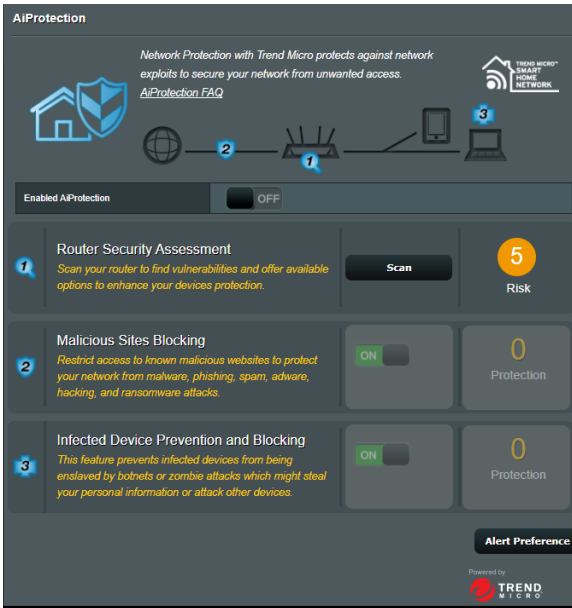 AiProtection
Network Protection with Trend Micro protects against network
exploits to secure your network from unwanted access.
AiProtection FAQ
TREND MICRO™
SMART
HOME
NETWORK
3
2
1
Enabled AiProtection
OFF
1
Router Security Assessment
Scan your router to find vulnerabilities and offer available
options to enhance your devices protection.
Scan
5
Risk
2
Malicious Sites Blocking
Restrict access to known malicious websites to protect
your network from malware, phishing, spam, adware,
hacking, and ransomware attacks.
ON
0
Protection
3
Infected Device Prevention and Blocking
This feature prevents infected devices from being
enslaved by botnets or zombie attacks which might steal
your personal information or attack other devices.
ON
0
Protection
Alert Preference
Powered by
TREND
MICRO